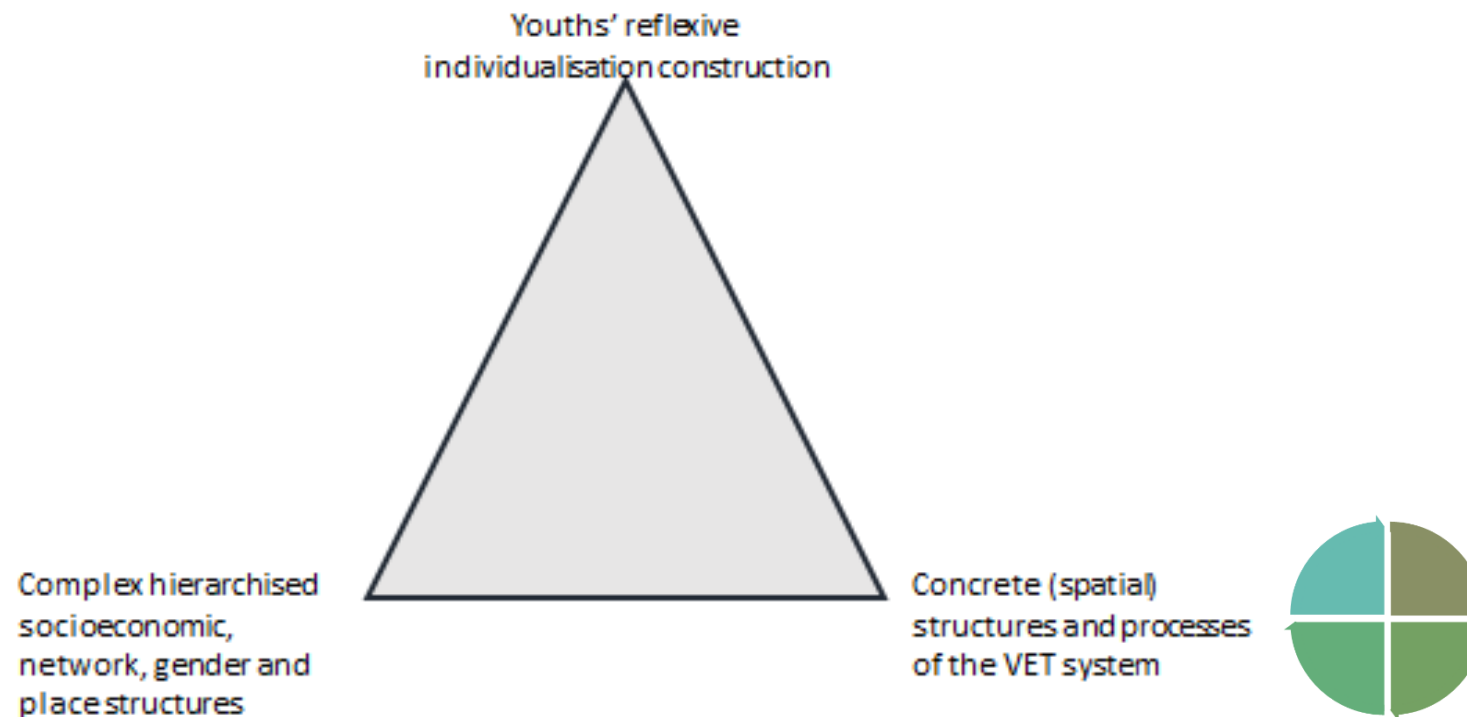 Youths’ reflexive
individualisation construction
Complex hierarchised
socioeconomic,
network, gender and
place structures
Concrete (spatial)
structures and processes
of the VET system